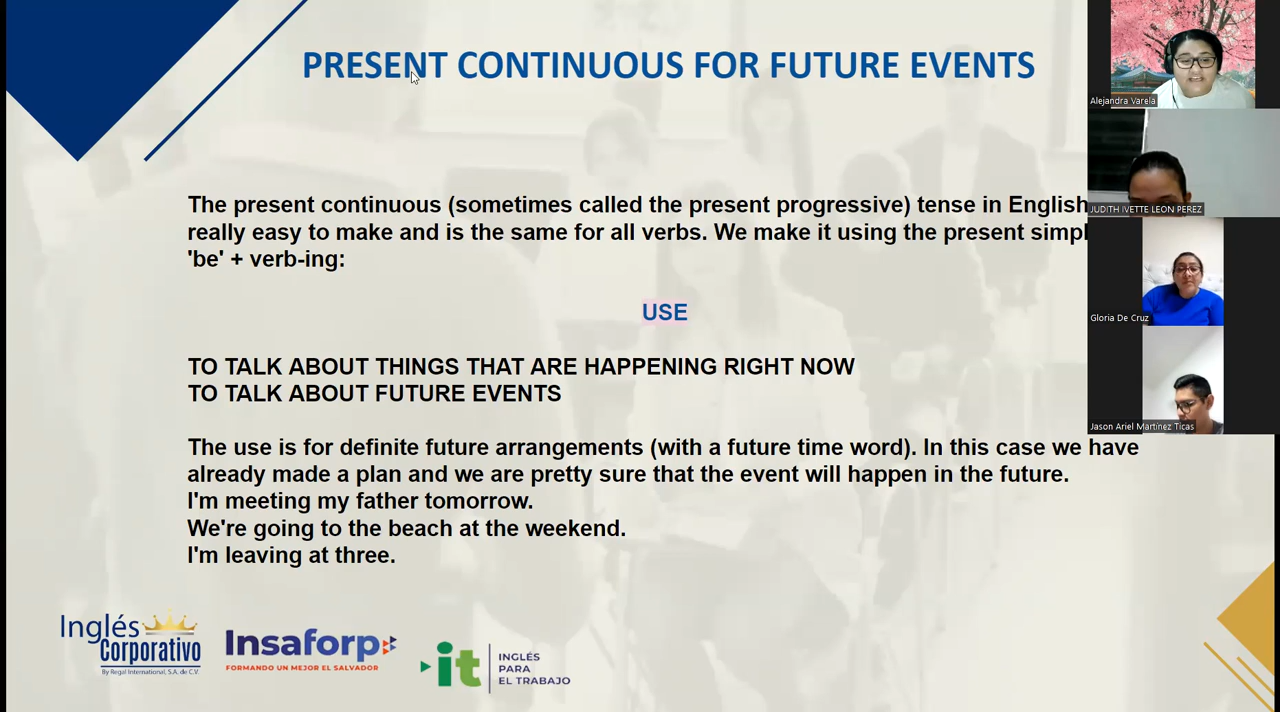 PRESENT CONTINUOUS FOR FUTURE EVENTS
Alejandra Varela
The present continuous (sometimes called the present progressive) tense in English
really easy to make and is the same for all verbs. We make it using the present
'be' + verb-ing:
JUDITH IVETTE LEON PEREZ
USE
Gloria De Cruz
TO TALK ABOUT THINGS THAT ARE HAPPENING RIGHT NOW
TO TALK ABOUT FUTURE EVENTS
Jason Ariel Martínez Ticas
The use is for definite future arrangements (with a future time word). In this case we have
already made a plan and we are pretty sure that the event will happen in the future.
I'm meeting my father tomorrow.
We're going to the beach at the weekend.
I'm leaving at three.
Inglés
Corporativo
By Regal International, S.A. de C.V.
Insaforp
FORMANDO UN MEJOR EL SALVADOR
it
INGLÉS
PARA
EL TRABAJO